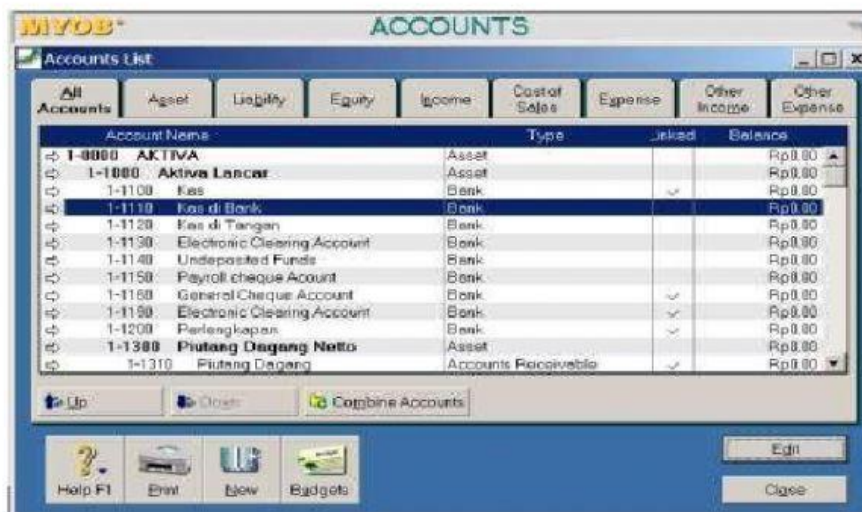 MYOB ACCOUNTS
Accounts List
All Accounts Asset Liability Equity Income Cost of Sales Expense Other Income Other Expense
Account Name Type Linked Balance
1-0000 AKTIVA Asset Rp0.00
1-1000 Aktiva Lancar Asset Rp0.00
1-1100 Kas Bank Rp0.00
1-1110 Kas di Bank Bank Rp0.00
1-1120 Kas di Tangan Bank Rp0.00
1-1130 Electronic Clearing Account Bank Rp0.00
1-1140 Undeposited Funds Bank Rp0.00
1-1150 Payroll cheque Acount Bank Rp0.00
1-1160 General Cheque Account Bank Rp0.00
1-1190 Electronic Clearing Account Bank Rp0.00
1-1200 Perlengkapan Bank Rp0.00
1-1300 Piutang Dagang Netto Asset Rp0.00
1-1310 Piutang Dagang Accounts Receivable Rp0.00
Up Down Combine Accounts
Edit
Help F1 Print New Budgets
Close